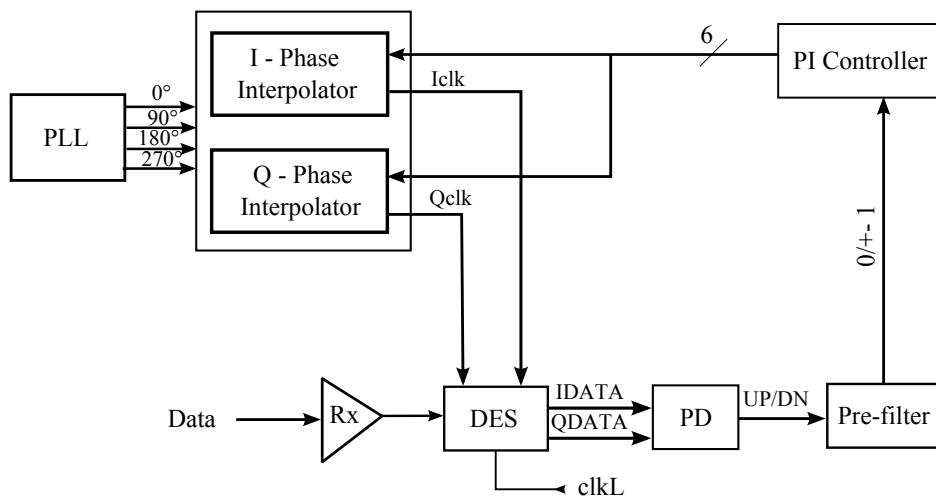 I - Phase
Interpolator
6
PI Controller
Iclk
PLL
0°
90°
180°
270°
Q - Phase
Interpolator
Qclk
0/+- 1
Data
Rx
DES
IDATA
QDATA
PD
UP/DN
Pre-filter
clkL